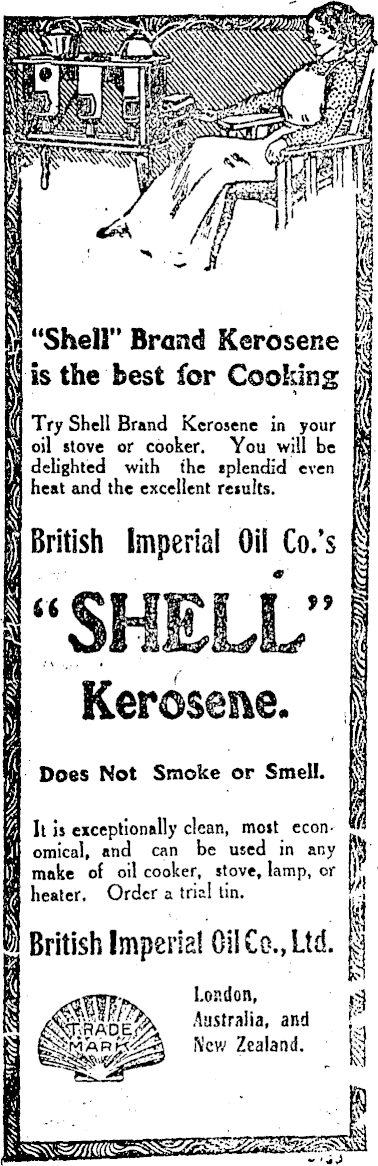 "Shell" Brand Kerosene
is the best for Cooking
Try Shell Brand Kerosene in your
oil stove or cooker. You will be
delighted with the splendid even
heat and the excellent results.
British Imperial Oil Co.'s
"SHELL"
Kerosene.
Does Not Smoke or Smell.
It is exceptionally clean, most econ-
omical, and can be used in any
make of oil cooker, stove, lamp, or
heater. Order a trial tin.
British Imperial Oil Co., Ltd.
London,
Australia, and
New Zealand.
TRADE
MARK